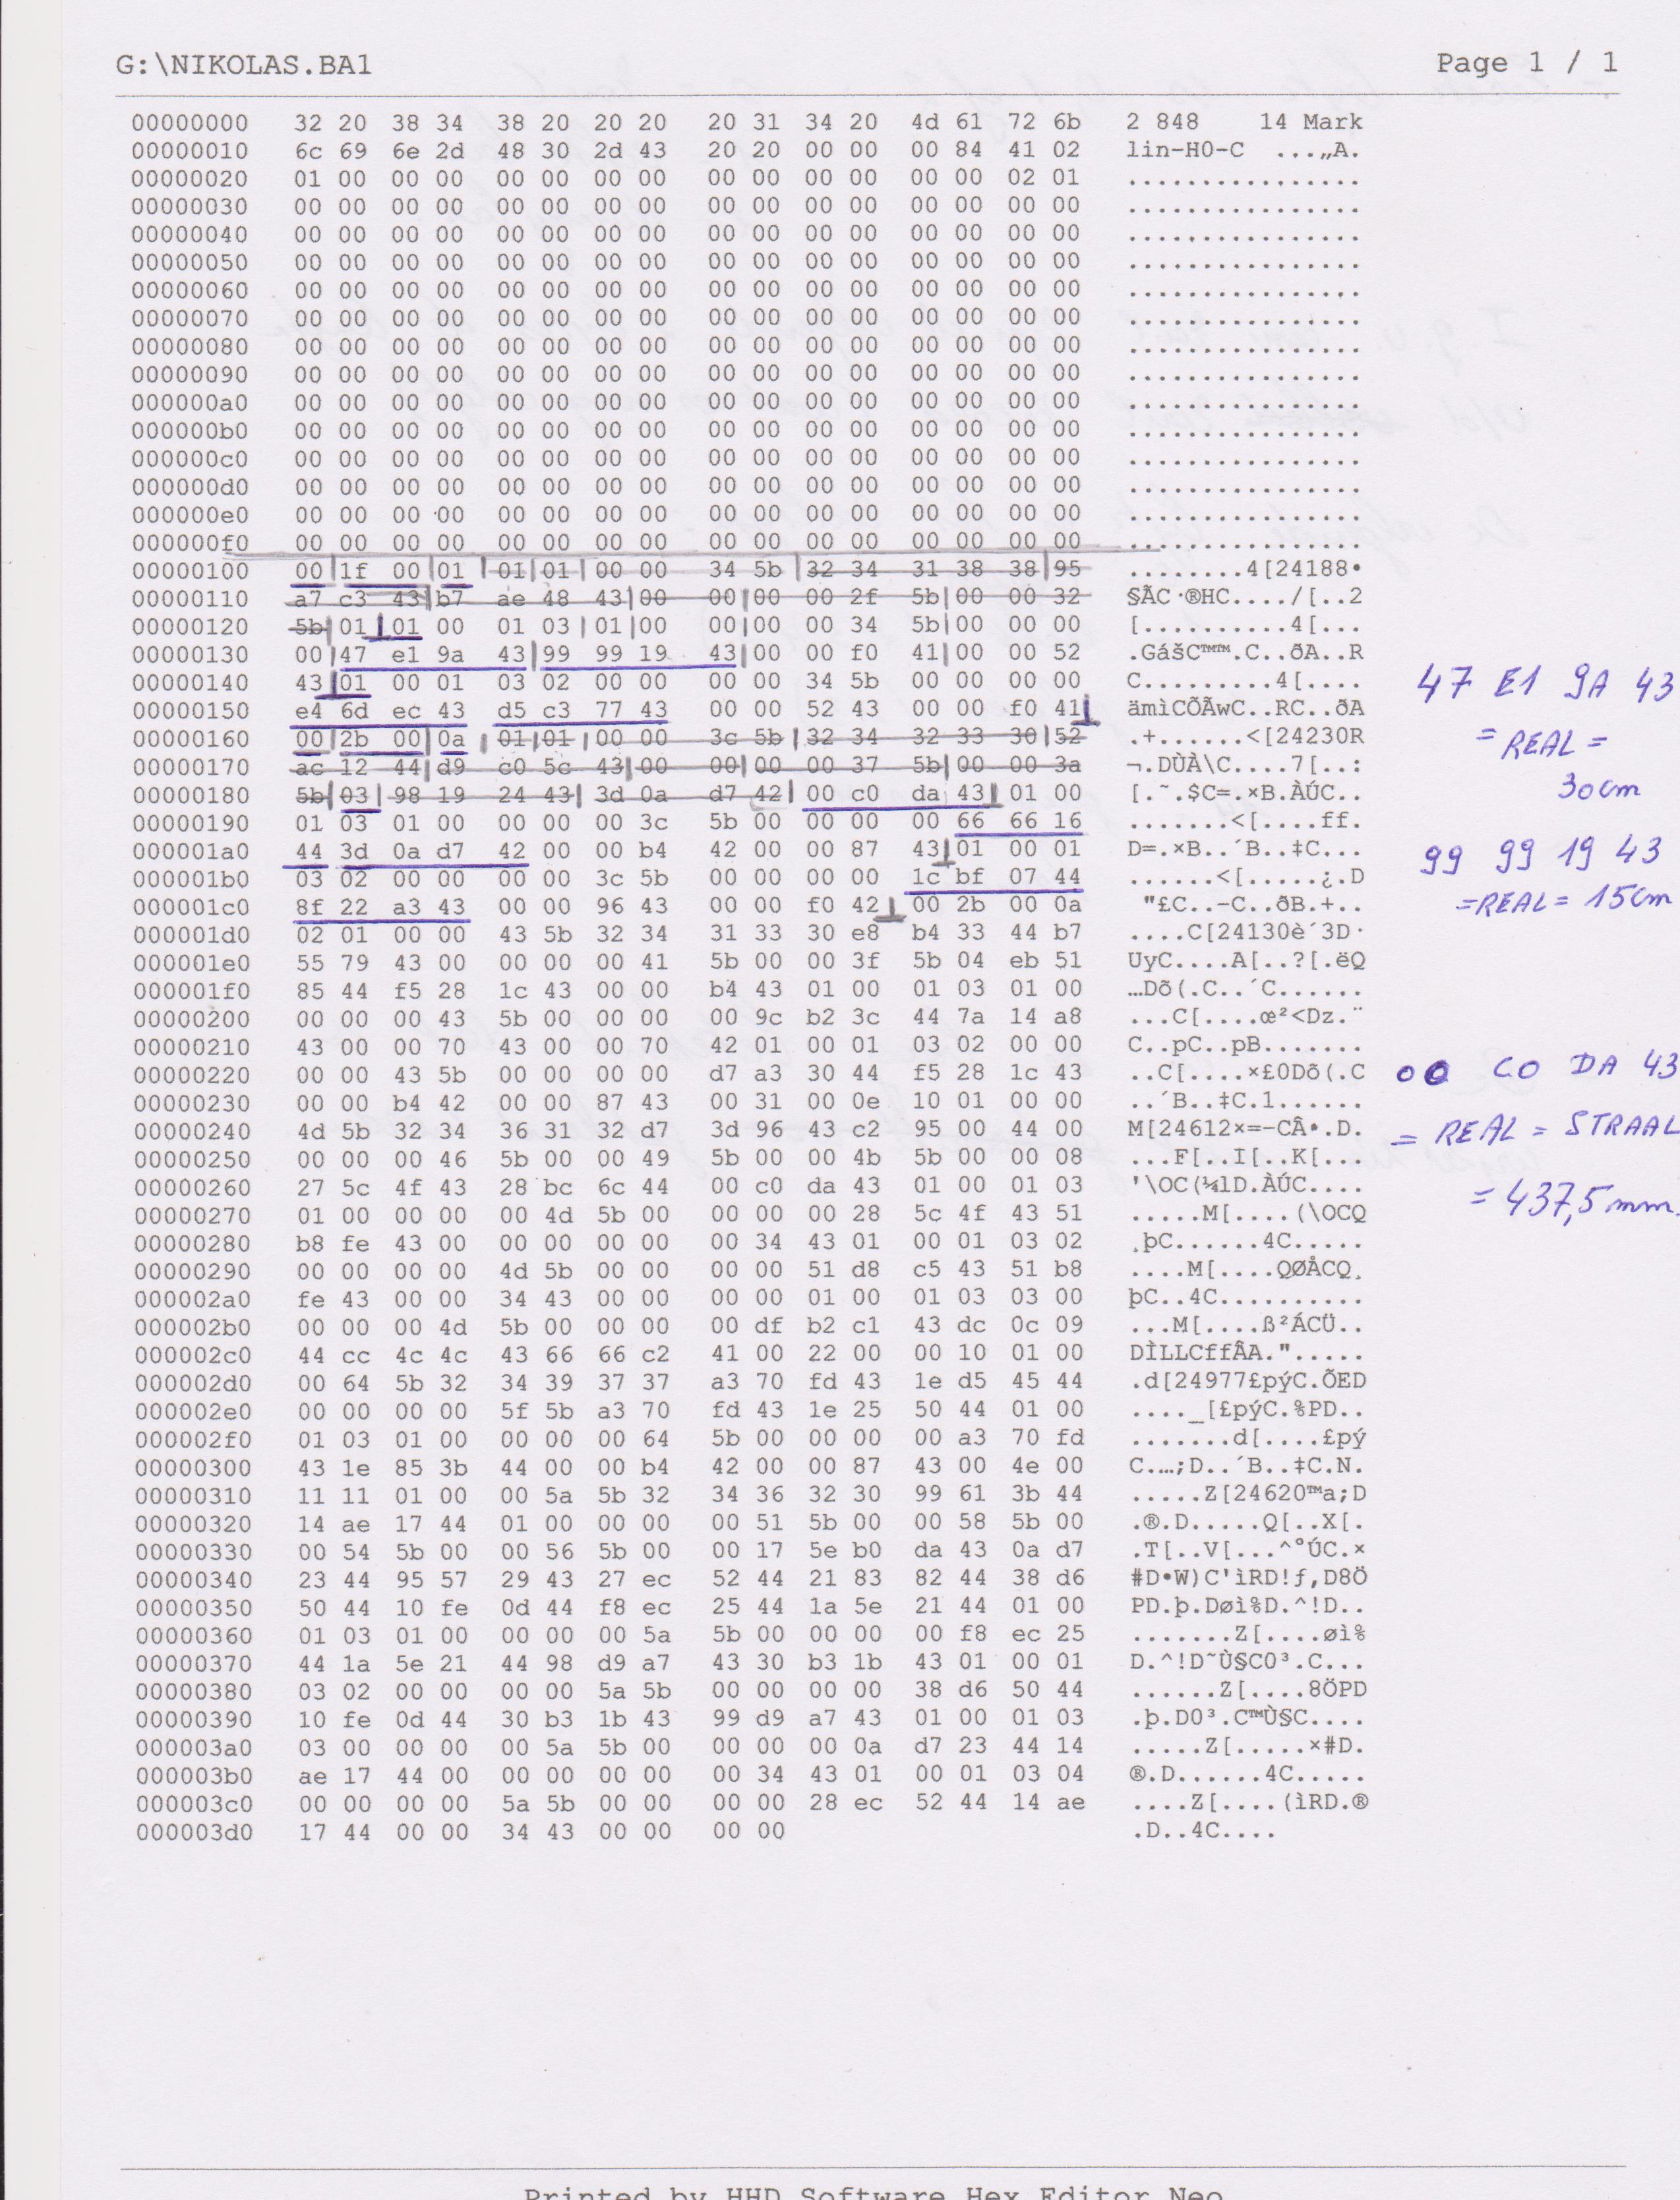 G:\NIKOLAS.BA1 Page 1 / 1
00000000 32 20 38 34 38 20 20 20 20 31 34 20 4d 61 72 6b 2 848    14 Mark
00000010 6c 69 6e 2d 48 30 2d 43 20 20 00 00 00 84 41 02 lin-H0-C  ...„A.
00000020 01 00 00 00 00 00 00 00 00 00 00 00 00 00 02 01 ................
00000030 00 00 00 00 00 00 00 00 00 00 00 00 00 00 00 00 ................
00000040 00 00 00 00 00 00 00 00 00 00 00 00 00 00 00 00 ................
00000050 00 00 00 00 00 00 00 00 00 00 00 00 00 00 00 00 ................
00000060 00 00 00 00 00 00 00 00 00 00 00 00 00 00 00 00 ................
00000070 00 00 00 00 00 00 00 00 00 00 00 00 00 00 00 00 ................
00000080 00 00 00 00 00 00 00 00 00 00 00 00 00 00 00 00 ................
00000090 00 00 00 00 00 00 00 00 00 00 00 00 00 00 00 00 ................
000000a0 00 00 00 00 00 00 00 00 00 00 00 00 00 00 00 00 ................
000000b0 00 00 00 00 00 00 00 00 00 00 00 00 00 00 00 00 ................
000000c0 00 00 00 00 00 00 00 00 00 00 00 00 00 00 00 00 ................
000000d0 00 00 00 00 00 00 00 00 00 00 00 00 00 00 00 00 ................
000000e0 00 00 00 00 00 00 00 00 00 00 00 00 00 00 00 00 ................
000000f0 00 00 00 00 00 00 00 00 00 00 00 00 00 00 00 00 ................
00000100 00 1f 00 01 01 01 00 00 34 5b 32 34 31 38 38 95 ........4[24188•
00000110 a7 c3 43 b7 ae 48 43 00 00 00 00 2f 5b 00 00 32 §ÃC·®HC..../[..2
00000120 5b 01 01 00 01 03 01 00 00 00 00 34 5b 00 00 00 [..........4[...
00000130 00 47 e1 9a 43 99 99 19 43 00 00 f0 41 00 00 52 .GášC™™.C..ðA..R
00000140 43 01 00 01 03 02 00 00 00 00 34 5b 00 00 00 00 C.........4[....
00000150 e4 6d ec 43 d5 c3 77 43 00 00 52 43 00 00 f0 41 ämìCÕÃwC..RC..ðA
00000160 00 2b 00 0a 01 01 00 00 3c 5b 32 34 32 33 30 52 .+......<[24230R
00000170 ac 12 44 d9 c0 5c 43 00 00 00 00 37 5b 00 00 3a ¬.DÙÀ\C....7[..:
00000180 5b 03 98 19 24 43 3d 0a d7 42 00 c0 da 43 01 00 [.˜.$C=.×B.ÀÚC..
00000190 01 03 01 00 00 00 00 3c 5b 00 00 00 00 66 66 16 .......<[....ff.
000001a0 44 3d 0a d7 42 00 00 b4 42 00 00 87 43 01 00 01 D=.×B..´B..‡C...
000001b0 03 02 00 00 00 00 3c 5b 00 00 00 00 1c bf 07 44 ......<[.....¿.D
000001c0 8f 22 a3 43 00 00 96 43 00 00 f0 42 00 2b 00 0a  "£C..–C..ðB.+..
000001d0 02 01 00 00 43 5b 32 34 31 33 30 e8 b4 33 44 b7 ....C[24130è´3D·
000001e0 55 79 43 00 00 00 00 41 5b 00 00 3f 5b 04 eb 51 UyC....A[..?[.ëQ
000001f0 85 44 f5 28 1c 43 00 00 b4 43 01 00 01 03 01 00 …Dõ(.C..´C......
00000200 00 00 00 43 5b 00 00 00 00 9c b2 3c 44 7a 14 a8 ...C[....œ²<Dz.¨
00000210 43 00 00 70 43 00 00 70 42 01 00 01 03 02 00 00 C..pC..pB.......
00000220 00 00 43 5b 00 00 00 00 d7 a3 30 44 f5 28 1c 43 ..C[....×£0Dõ(.C
00000230 00 00 b4 42 00 00 87 43 00 31 00 0e 10 01 00 00 ..´B..‡C.1......
00000240 4d 5b 32 34 36 31 32 d7 3d 96 43 c2 95 00 44 00 M[24612×=–CÂ•.D.
00000250 00 00 00 46 5b 00 00 49 5b 00 00 4b 5b 00 00 08 ...F[..I[..K[...
00000260 27 5c 4f 43 28 bc 6c 44 00 c0 da 43 01 00 01 03 '\OC(¼lD.ÀÚC....
00000270 01 00 00 00 00 4d 5b 00 00 00 00 28 5c 4f 43 51 .....M[....(\OCQ
00000280 b8 fe 43 00 00 00 00 00 00 34 43 01 00 01 03 02 ¸þC......4C.....
00000290 00 00 00 00 4d 5b 00 00 00 00 51 d8 c5 43 51 b8 ....M[....QØÅCQ¸
000002a0 fe 43 00 00 34 43 00 00 00 00 01 00 01 03 03 00 þC..4C..........
000002b0 00 00 00 4d 5b 00 00 00 00 df b2 c1 43 dc 0c 09 ...M[....ß²ÁCÜ..
000002c0 44 cc 4c 4c 43 66 66 c2 41 00 22 00 00 10 01 00 DÌLLCffÂA.".....
000002d0 00 64 5b 32 34 39 37 37 a3 70 fd 43 1e d5 45 44 .d[24977£pýC.ÕED
000002e0 00 00 00 00 5f 5b a3 70 fd 43 1e 25 50 44 01 00 ...._[£pýC.%PD..
000002f0 01 03 01 00 00 00 00 64 5b 00 00 00 00 a3 70 fd .......d[....£pý
00000300 43 1e 85 3b 44 00 00 b4 42 00 00 87 43 00 4e 00 C.…;D..´B..‡C.N.
00000310 11 11 01 00 00 5a 5b 32 34 36 32 30 99 61 3b 44 .....Z[24620™a;D
00000320 14 ae 17 44 01 00 00 00 00 51 5b 00 00 58 5b 00 .®.D.....Q[..X[.
00000330 00 54 5b 00 00 56 5b 00 00 17 5e b0 da 43 0a d7 .T[..V[...^°ÚC.×
00000340 23 44 95 57 29 43 27 ec 52 44 21 83 82 44 38 d6 #D•W)C'ìRD!ƒ‚D8Ö
00000350 50 44 10 fe 0d 44 f8 ec 25 44 1a 5e 21 44 01 00 PD.þ.Døì%D.^!D..
00000360 01 03 01 00 00 00 00 5a 5b 00 00 00 00 f8 ec 25 .......Z[....øì%
00000370 44 1a 5e 21 44 98 d9 a7 43 30 b3 1b 43 01 00 01 D.^!D˜Ù§C0³.C...
00000380 03 02 00 00 00 00 5a 5b 00 00 00 00 38 d6 50 44 ......Z[....8ÖPD
00000390 10 fe 0d 44 30 b3 1b 43 99 d9 a7 43 01 00 01 03 .þ.D0³.C™Ù§C....
000003a0 03 00 00 00 00 5a 5b 00 00 00 00 0a d7 23 44 14 .....Z[.....×#D.
000003b0 ae 17 44 00 00 00 00 00 00 34 43 01 00 01 03 04 ®.D......4C.....
000003c0 00 00 00 00 5a 5b 00 00 00 00 28 ec 52 44 14 ae ....Z[....(ìRD.®
000003d0 17 44 00 00 34 43 00 00 00 00 .D..4C....
47 E1 9A 43
= REAL =
30cm
99 99 19 43
=REAL= 15cm
00 C0 DA 43
= REAL = STRAAL
= 437,5mm.
Printed by HHD Software Hex Editor Neo